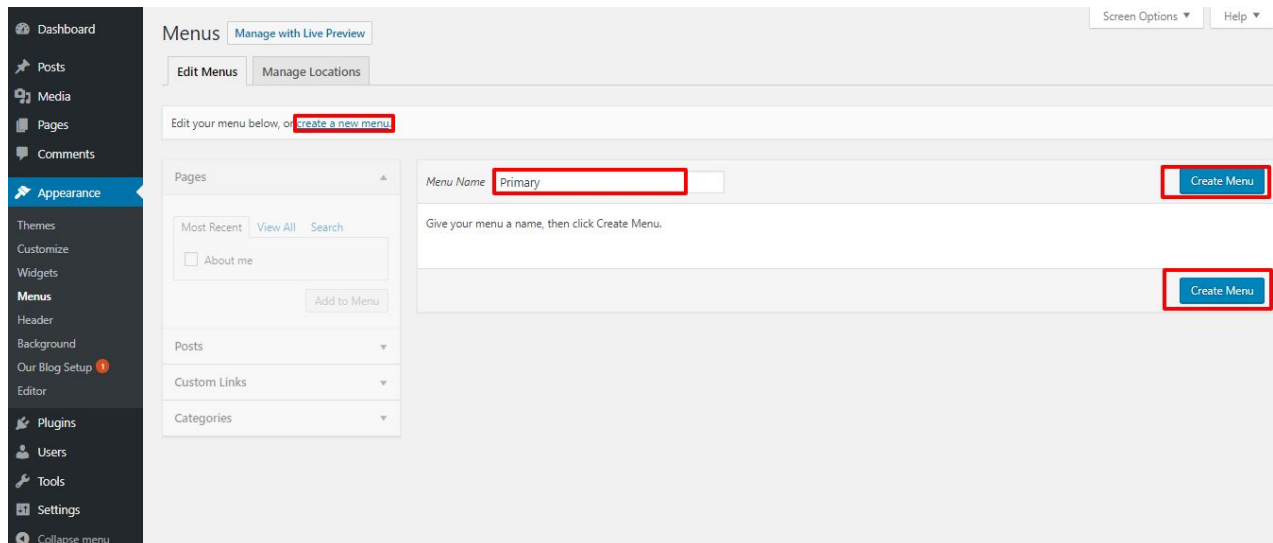 Dashboard
Posts
Media
Pages
Comments
Appearance
Themes
Customize
Widgets
Menus
Header
Background
Our Blog Setup 1
Editor
Plugins
Users
Tools
Settings
Collapse menu
Screen Options ▼ Help ▼
Menus Manage with Live Preview
Edit Menus Manage Locations
Edit your menu below, or create a new menu.
Pages
Most Recent View All Search
About me
Add to Menu
Posts
Custom Links
Categories
Menu Name Primary Create Menu
Give your menu a name, then click Create Menu.
Create Menu